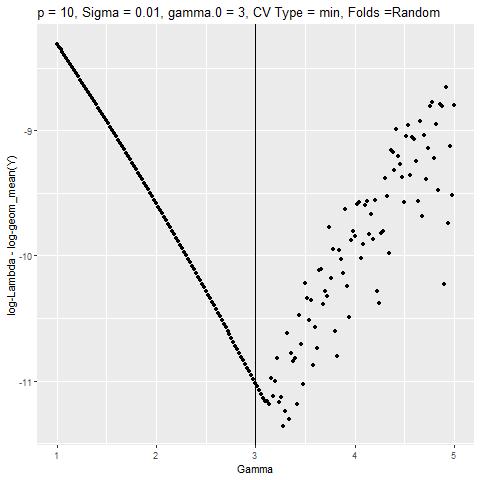 p = 10, Sigma = 0.01, gamma.0 = 3, CV Type = min, Folds =Random
log-Lambda - log-geom_mean(Y)
-9
-10
-11
1 2 3 4 5
Gamma